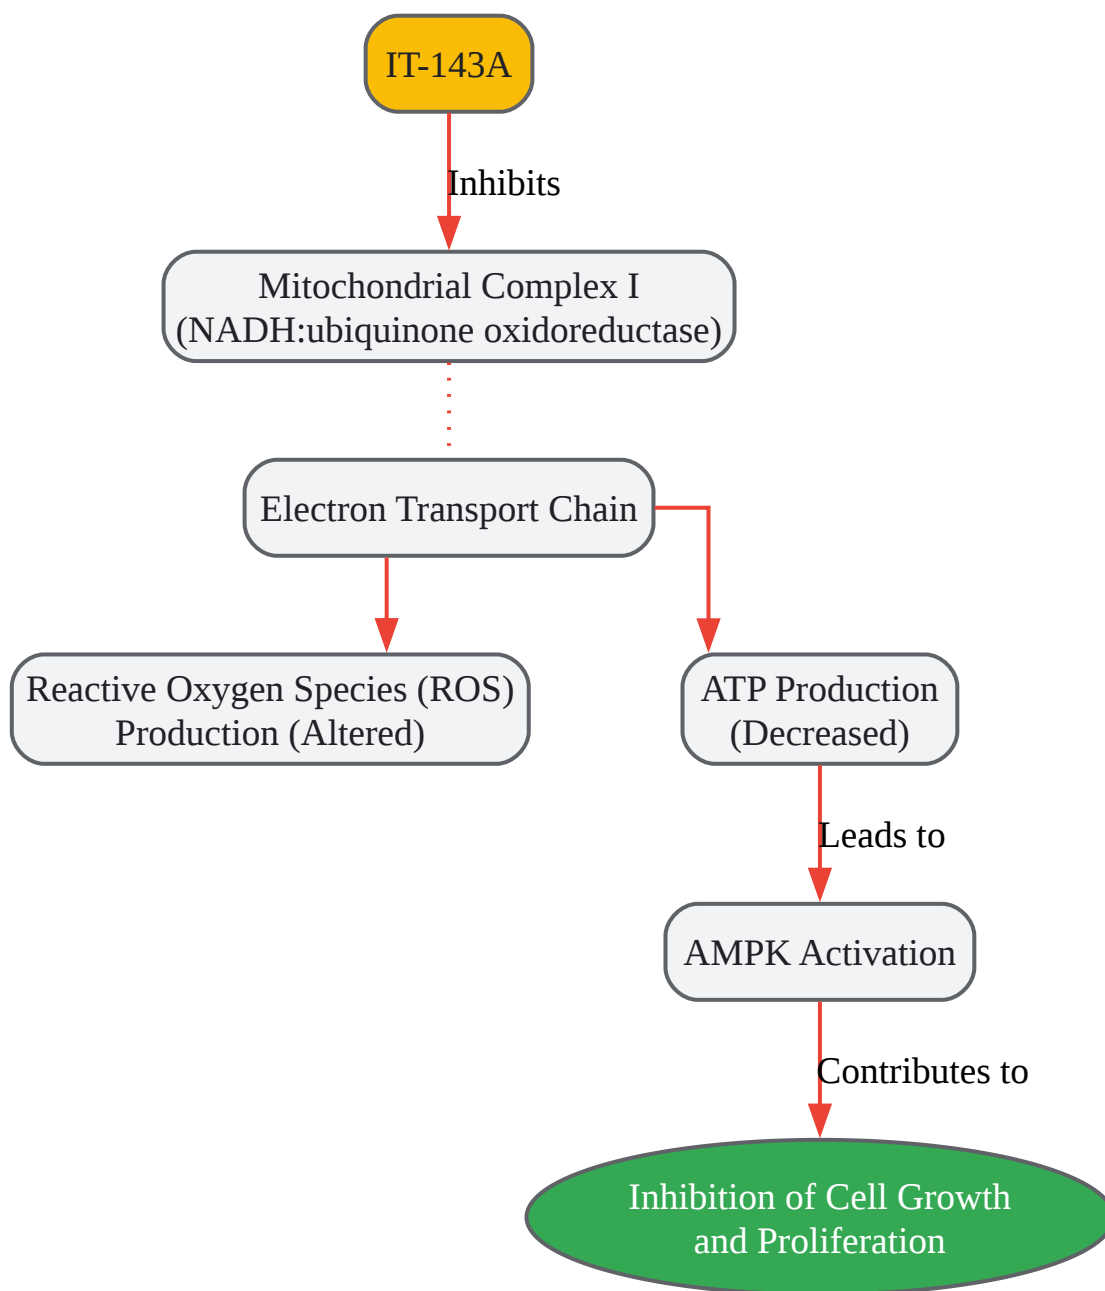 IT-143A
Inhibits
Mitochondrial Complex I
(NADH:ubiquinone oxidoreductase)
Electron Transport Chain
Reactive Oxygen Species (ROS)
Production (Altered)
ATP Production
(Decreased)
Leads to
AMPK Activation
Contributes to
Inhibition of Cell Growth
and Proliferation